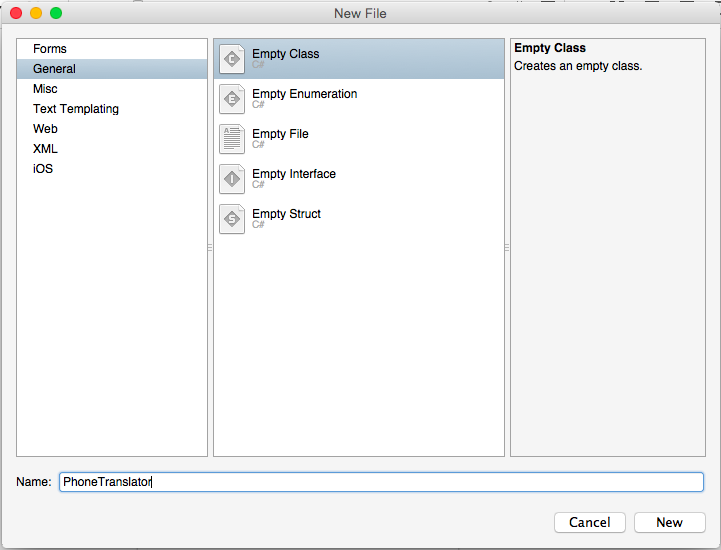 New File
Forms
General
Misc
Text Templating
Web
XML
iOS
C
Empty Class
C#
E
Empty Enumeration
C#
A
Empty File
C#
I
Empty Interface
C#
S
Empty Struct
C#
Empty Class
Creates an empty class.
Name: PhoneTranslator
Cancel New